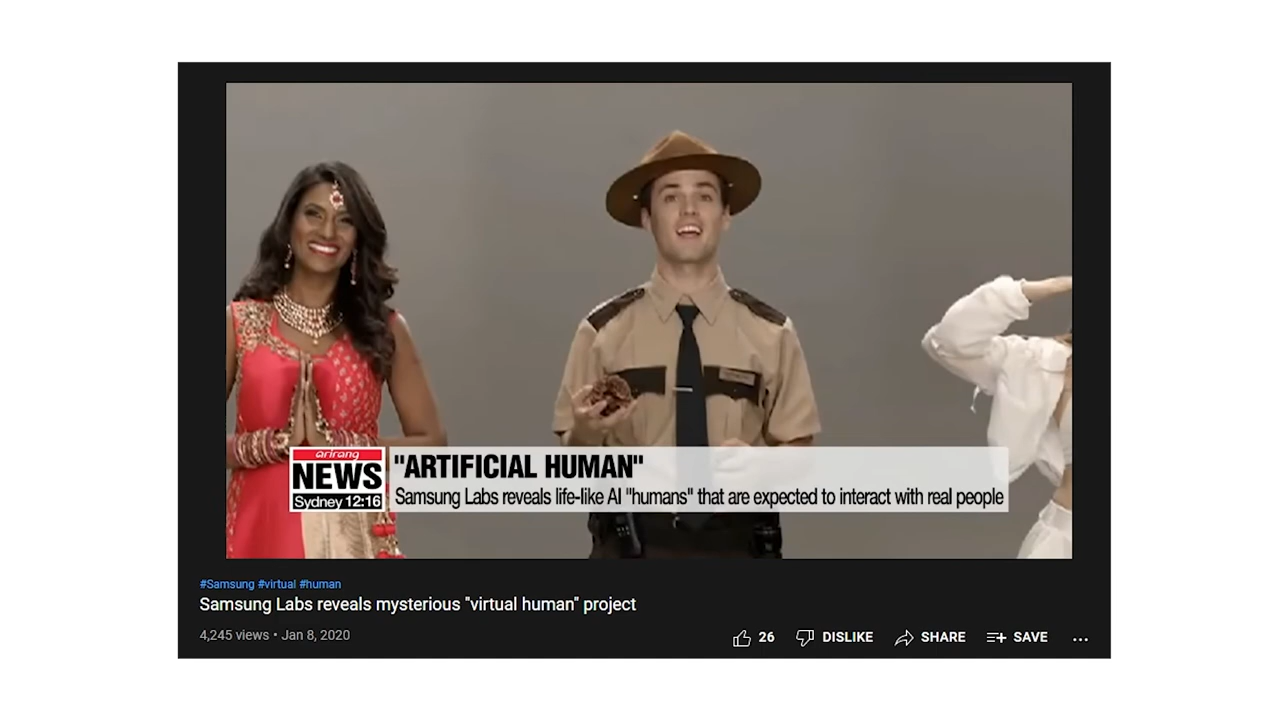 arirang
NEWS
Sydney 12:16
"ARTIFICIAL HUMAN"
Samsung Labs reveals life-like AI "humans" that are expected to interact with real people
#Samsung #virtual #human
Samsung Labs reveals mysterious "virtual human" project
4,245 views • Jan 8, 2020
26 DISLIKE SHARE SAVE ...